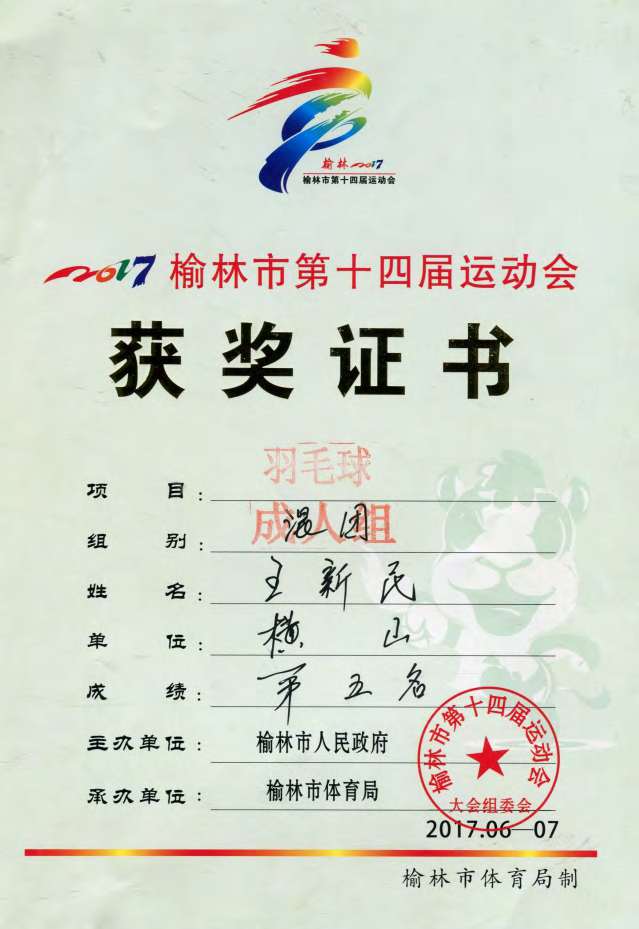 榆林2017
榆林市第十四届运动会
2017榆林市第十四届运动会
获奖证书
羽毛球
项目：
成人组
组别：混团
姓名：王新民
单位：横山
成绩：第五名
主办单位：榆林市人民政府
承办单位：榆林市体育局
榆林市第十四届运动会
大会组委会
2017.06—07
榆林市体育局制